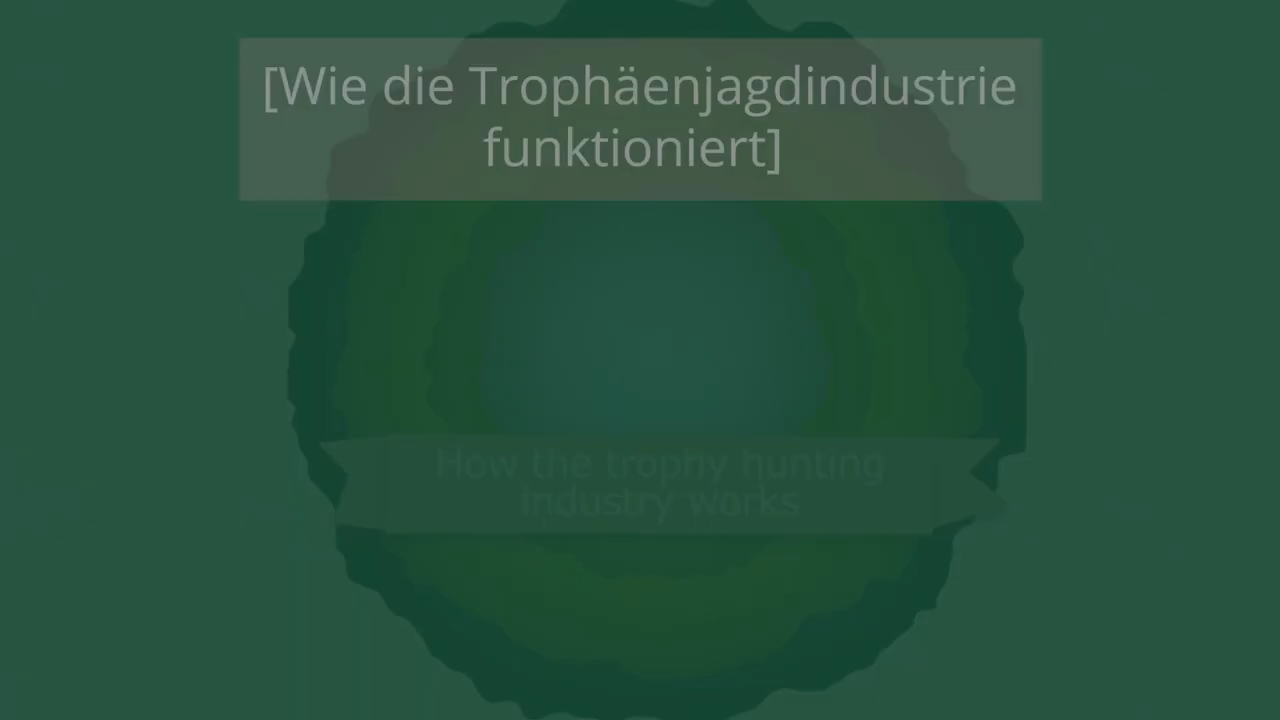 [Wie die Trophäenjagdindustrie
funktioniert]
How the trophy hunting
industry works